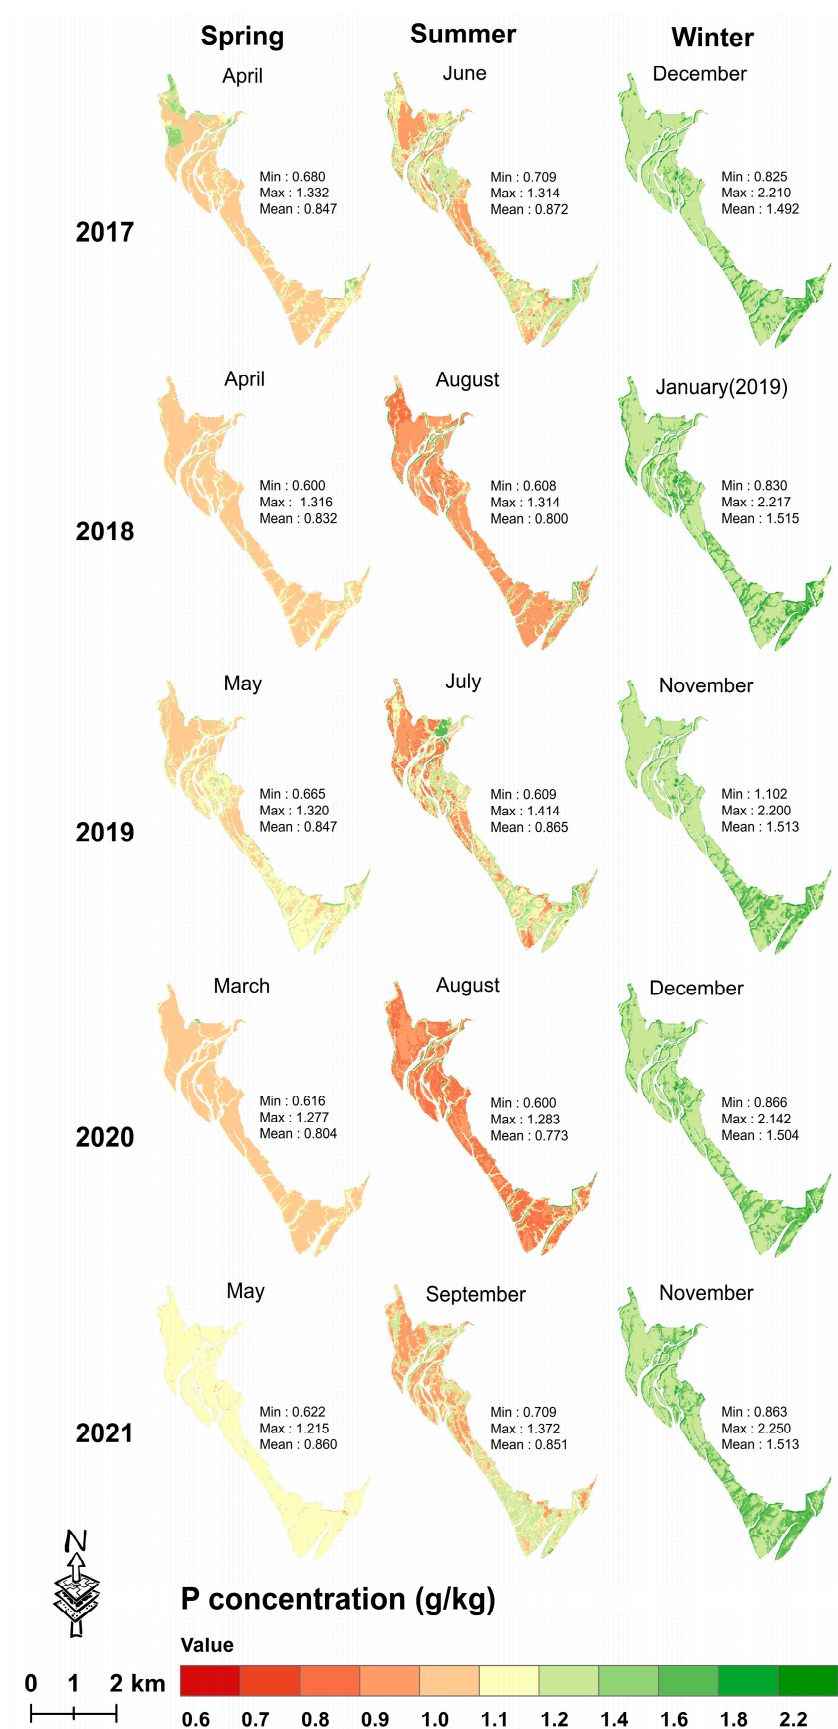 Spring Summer Winter
April June December
Min : 0.680
Max : 1.332
Mean : 0.847
Min : 0.709
Max : 1.314
Mean : 0.872
Min : 0.825
Max : 2.210
Mean : 1.492
2017
April August January(2019)
Min : 0.600
Max : 1.316
Mean : 0.832
Min : 0.608
Max : 1.314
Mean : 0.800
Min : 0.830
Max : 2.217
Mean : 1.515
2018
May July November
Min : 0.665
Max : 1.320
Mean : 0.847
Min : 0.609
Max : 1.414
Mean : 0.865
Min : 1.102
Max : 2.200
Mean : 1.513
2019
March August December
Min : 0.616
Max : 1.277
Mean : 0.804
Min : 0.600
Max : 1.283
Mean : 0.773
Min : 0.866
Max : 2.142
Mean : 1.504
2020
May September November
Min : 0.622
Max : 1.215
Mean : 0.860
Min : 0.709
Max : 1.372
Mean : 0.851
Min : 0.863
Max : 2.250
Mean : 1.513
2021
N
P concentration (g/kg)
Value
0 1 2 km
0.6 0.7 0.8 0.9 1.0 1.1 1.2 1.4 1.6 1.8 2.2